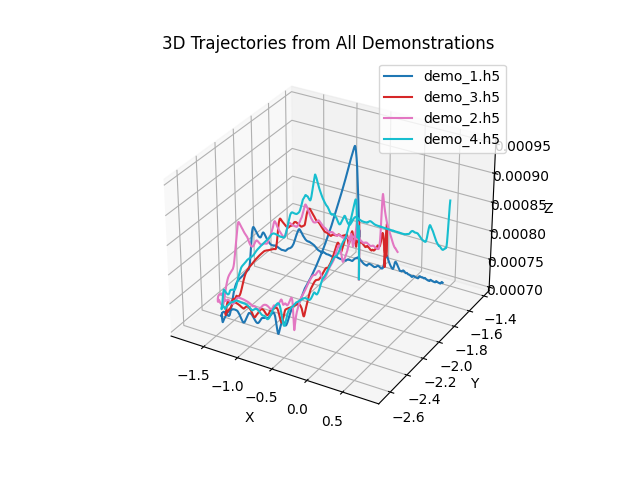 3D Trajectories from All Demonstrations
demo_1.h5
demo_3.h5
demo_2.h5
demo_4.h5
0.00095
0.00090
0.00085
Z
0.00080
0.00075
0.00070
−1.4
−1.6
−1.8
−2.0
−2.2
−2.4
−2.6
Y
−1.5
−1.0
−0.5
0.0
0.5
X